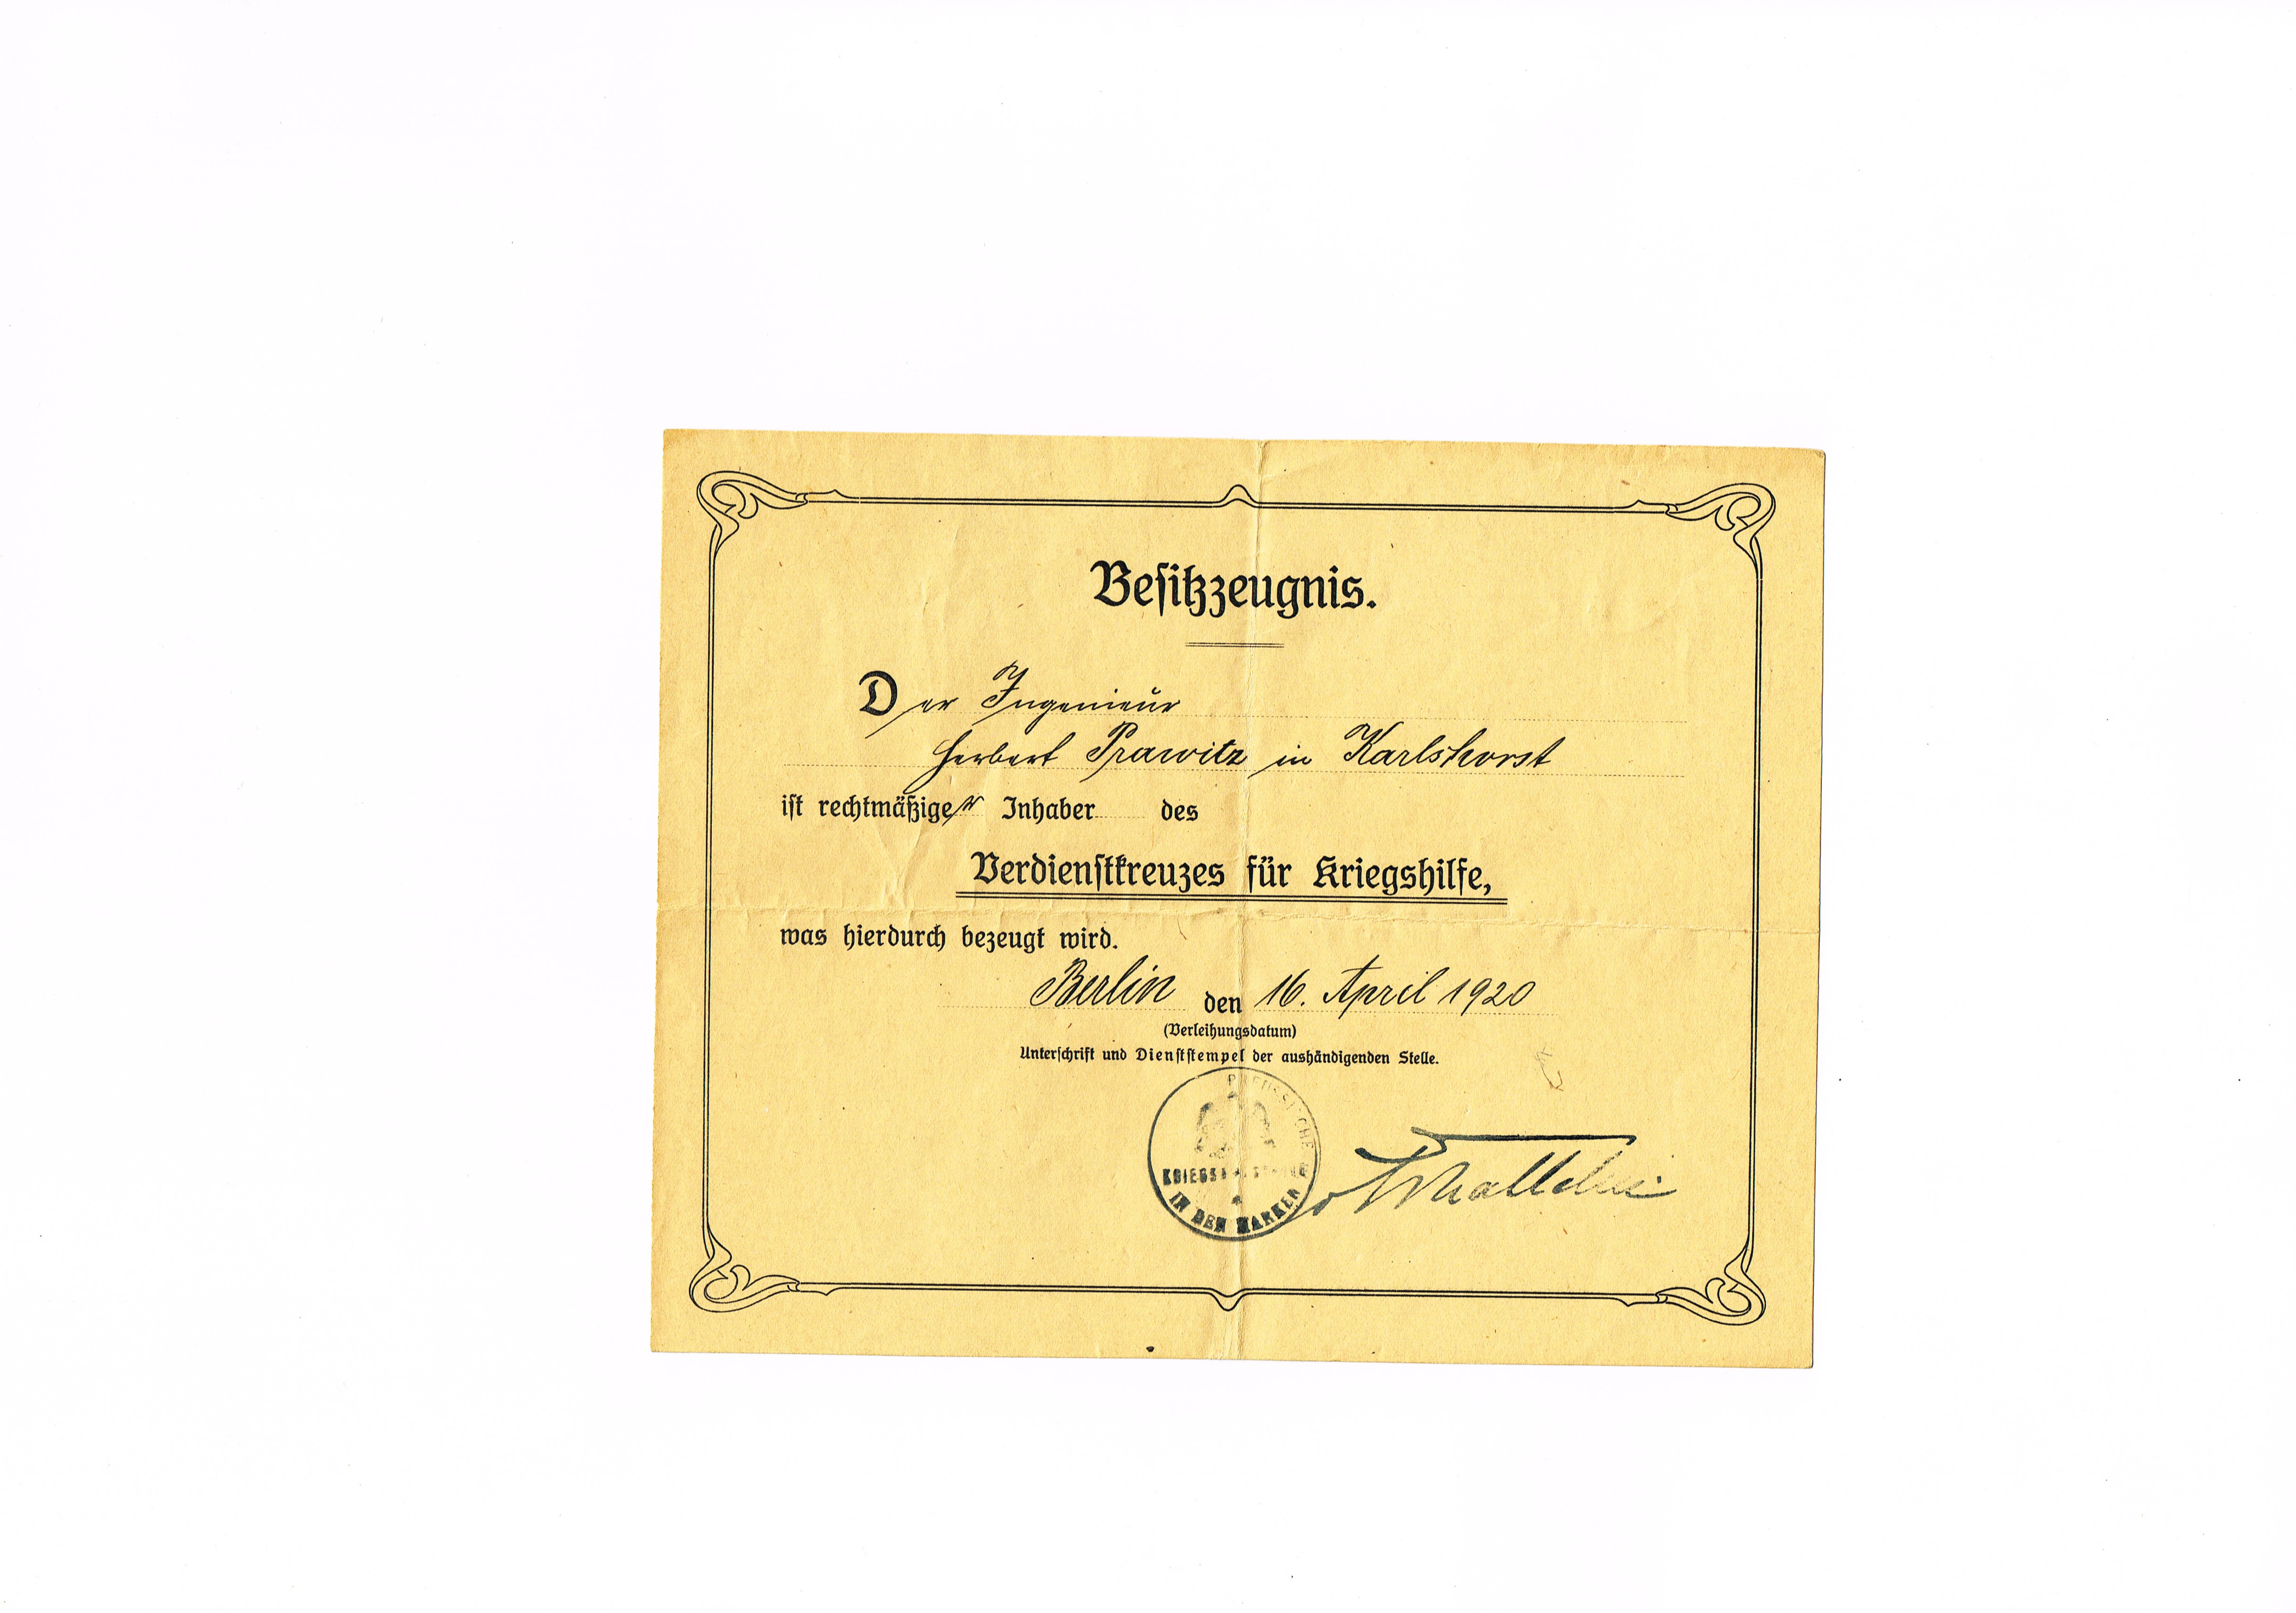 Besitzzeugnis.
Der Ingenieur
Herbert Prawitz in Karlshorst
ist rechtmäßiger Inhaber des
Verdienstkreuzes für Kriegshilfe,
was hierdurch bezeugt wird.
Berlin den 16. April 1920
(Verleihungsdatum)
Unterschrift und Dienststempel der aushändigenden Stelle.
PREUSSISCHE
IN DEN MARKEN